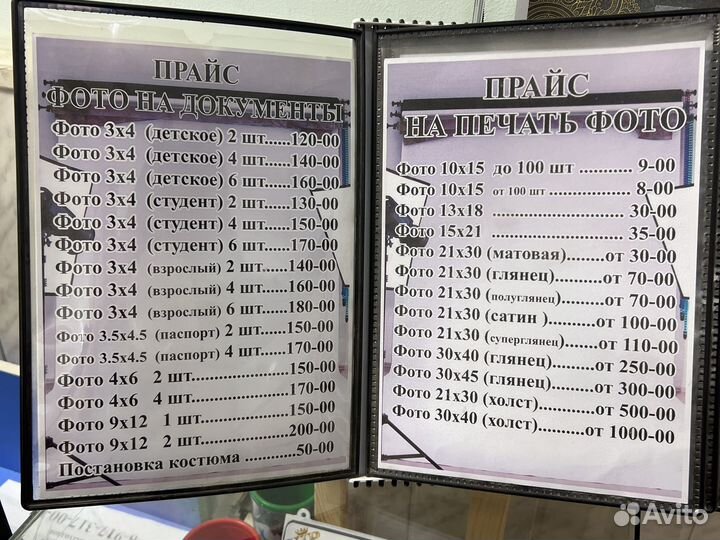 ПРАЙС
ФОТО НА ДОКУМЕНТЫ
Фото 3х4 (детское) 2 шт......120-00
Фото 3х4 (детское) 4 шт......140-00
Фото 3х4 (детское) 6 шт......160-00
Фото 3х4 (студент) 2 шт......130-00
Фото 3х4 (студент) 4 шт......150-00
Фото 3х4 (студент) 6 шт......170-00
Фото 3х4 (взрослый) 2 шт......140-00
Фото 3х4 (взрослый) 4 шт......160-00
Фото 3х4 (взрослый) 6 шт......180-00
Фото 3.5х4.5 (паспорт) 2 шт......150-00
Фото 3.5х4.5 (паспорт) 4 шт......170-00
Фото 4х6 2 шт......................150-00
Фото 4х6 4 шт......................170-00
Фото 9х12 1 шт....................150-00
Фото 9х12 2 шт....................200-00
Постановка костюма ..........50-00
ПРАЙС
НА ПЕЧАТЬ ФОТО
Фото 10х15 до 100 шт ........... 9-00
Фото 10х15 от 100 шт ................ 8-00
Фото 13х18 ........................ 30-00
Фото 15х21 ........................ 35-00
Фото 21х30 (матовая).......от 30-00
Фото 21х30 (глянец).........от 70-00
Фото 21х30 (полуглянец)..........от 70-00
Фото 21х30 (сатин )........от 100-00
Фото 21х30 (суперглянец)......от 110-00
Фото 30х40 (глянец)........от 250-00
Фото 30х45 (глянец)........от 300-00
Фото 21х30 (холст)..........от 500-00
Фото 30х40 (холст)........от 1000-00
Avito